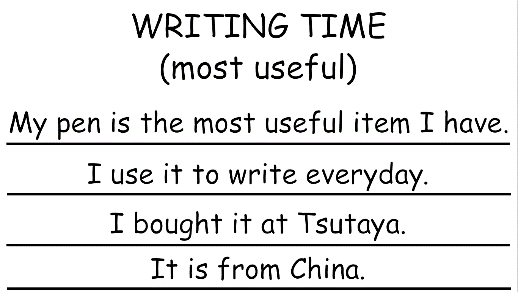 WRITING TIME
(most useful)
My pen is the most useful item I have.
I use it to write everyday.
I bought it at Tsutaya.
It is from China.